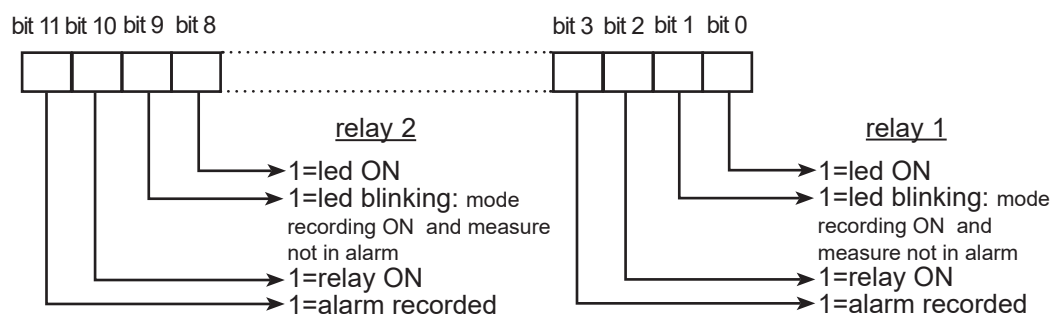 bit 11 bit 10 bit 9 bit 8
bit 3 bit 2 bit 1 bit 0
relay 2
1=led ON
1=led blinking: mode
recording ON and measure
not in alarm
1=relay ON
1=alarm recorded
relay 1
1=led ON
1=led blinking: mode
recording ON and
measure not in alarm
1=relay ON
1=alarm recorded